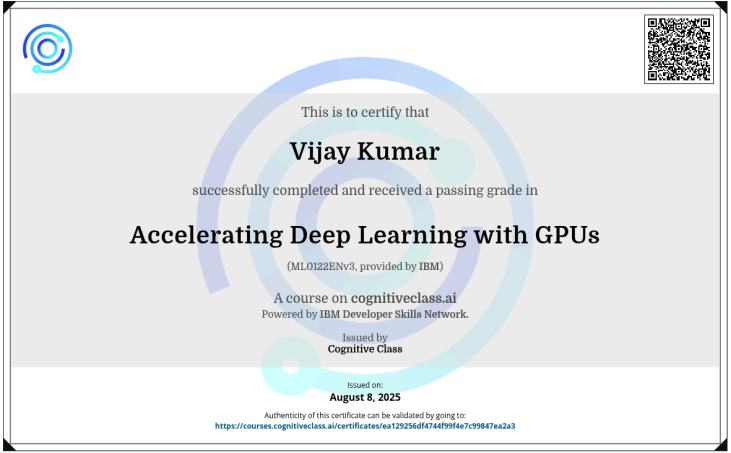 This is to certify that
Vijay Kumar
successfully completed and received a passing grade in
Accelerating Deep Learning with GPUs
(ML0122ENv3, provided by IBM)
A course on cognitiveclass.ai
Powered by IBM Developer Skills Network.
Issued by
Cognitive Class
Issued on:
August 8, 2025
Authenticity of this certificate can be validated by going to:
https://courses.cognitiveclass.ai/certificates/ea129256df4744f99f4e7c99847ea2a3